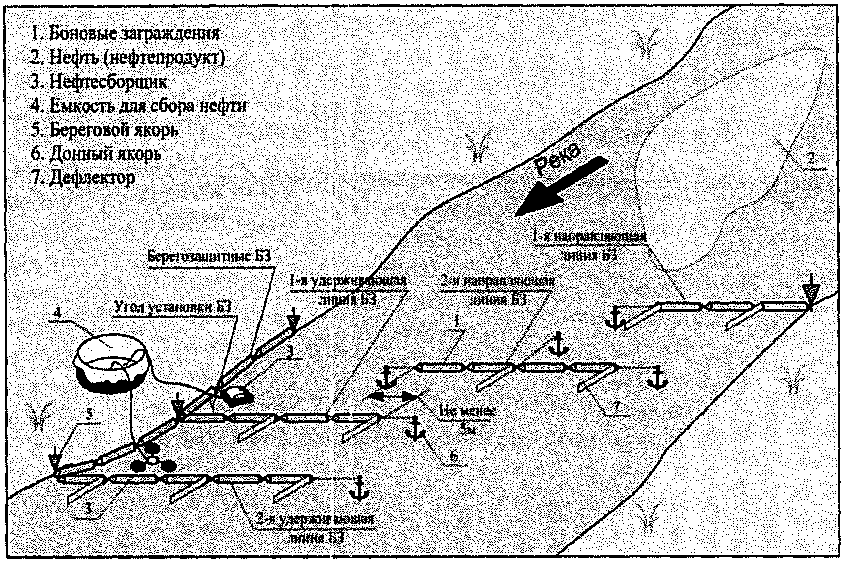 1. Боновые заграждения
2. Нефть (нефтепродукт)
3. Нефтесборщик
4. Емкость для сбора нефти
5. Береговой якорь
6. Донный якорь
7. Дефлектор
Река
2
1-я направляющая
линия БЗ
Берегозащитные БЗ
1-я удерживающая
линия БЗ
2-я направляющая
линия БЗ
4
Угол установки БЗ
1
3
5
Не менее
5м
7
6
3
2-я удерживающая
линия БЗ